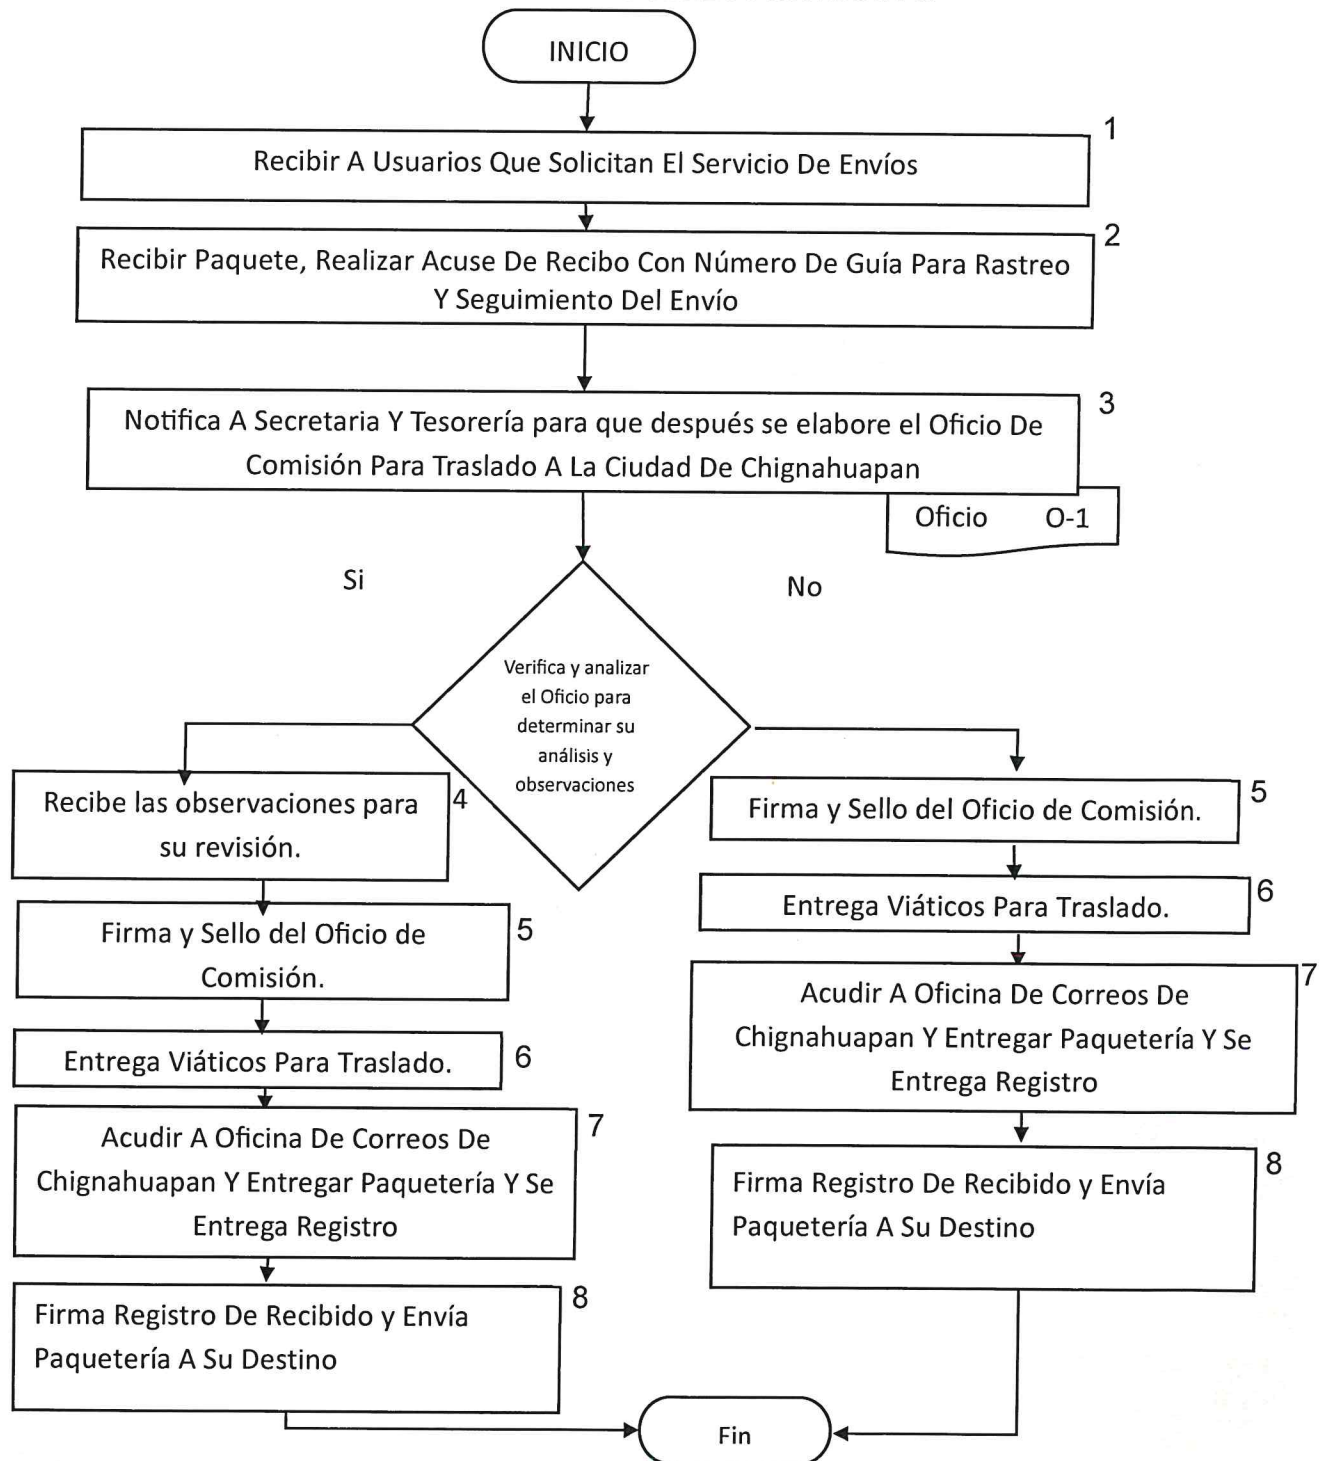 INICIO
1
Recibir A Usuarios Que Solicitan El Servicio De Envíos
2
Recibir Paquete, Realizar Acuse De Recibo Con Número De Guía Para Rastreo
Y Seguimiento Del Envío
3
Notifica A Secretaria Y Tesorería para que después se elabore el Oficio De
Comisión Para Traslado A La Ciudad De Chignahuapan
Oficio O-1
Si
No
Verifica y analizar
el Oficio para
determinar su
análisis y
observaciones
4
Recibe las observaciones para
su revisión.
5
Firma y Sello del Oficio de
Comisión.
6
Entrega Viáticos Para Traslado.
7
Acudir A Oficina De Correos De
Chignahuapan Y Entregar Paquetería Y Se
Entrega Registro
8
Firma Registro De Recibido y Envía
Paquetería A Su Destino
5
Firma y Sello del Oficio de Comisión.
6
Entrega Viáticos Para Traslado.
7
Acudir A Oficina De Correos De
Chignahuapan Y Entregar Paquetería Y Se
Entrega Registro
8
Firma Registro De Recibido y Envía
Paquetería A Su Destino
Fin